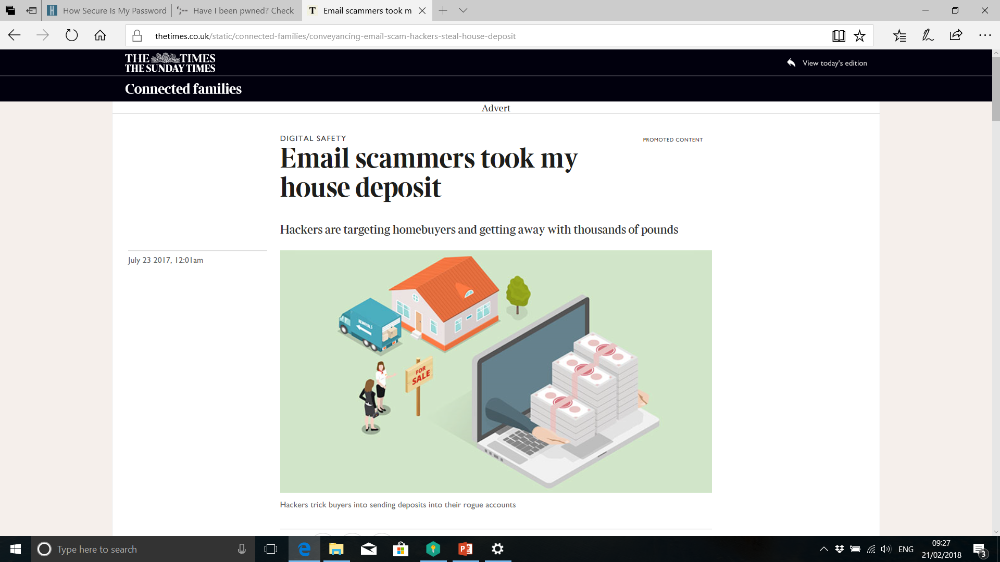 How Secure Is My Password
Have I been pwned? Check
T Email scammers took m
thetimes.co.uk/static/connected-families/conveyancing-email-scam-hackers-steal-house-deposit
THE TIMES
THE SUNDAY TIMES
View today's edition
Connected families
Advert
DIGITAL SAFETY
PROMOTED CONTENT
Email scammers took my
house deposit
Hackers are targeting homebuyers and getting away with thousands of pounds
July 23 2017, 12:01am
REMOVALS
FOR
SALE
Hackers trick buyers into sending deposits into their rogue accounts
Type here to search
ENG
09:27
21/02/2018
3